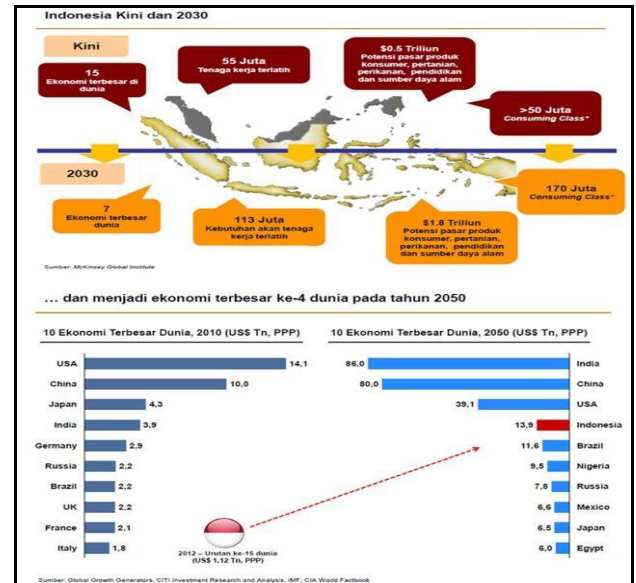 Indonesia Kini dan 2030
Kini
15
Ekonomi terbesar di
dunia
55 Juta
Tenaga kerja terlatih
$0.5 Triliun
Potensi pasar produk
konsumer, pertanian,
perikanan, pendidikan
dan sumber daya alam
>50 Juta
Consuming Class*
2030
7
Ekonomi terbesar
dunia
113 Juta
Kebutuhan akan tenaga
kerja terlatih
$1.8 Triliun
Potensi pasar produk
konsumer, pertanian,
perikanan, pendidikan
dan sumber daya alam
170 Juta
Consuming Class*
Sumber: McKinsey Global Institute
... dan menjadi ekonomi terbesar ke-4 dunia pada tahun 2050
10 Ekonomi Terbesar Dunia, 2010 (US$ Tn, PPP)
USA 14,1
China 10,0
Japan 4,3
India 3,9
Germany 2,9
Russia 2,2
Brazil 2,2
UK 2,2
France 2,1
Italy 1,8
2012 – Urutan ke-15 dunia
(US$ 1,12 Tn, PPP)
10 Ekonomi Terbesar Dunia, 2050 (US$ Tn, PPP)
86,0 India
80,0 China
39,1 USA
13,9 Indonesia
11,6 Brazil
9,5 Nigeria
7,8 Russia
6,6 Mexico
6,5 Japan
6,0 Egypt
Sumber: Global Growth Generators, CITI Investment Research and Analysis, IMF, CIA World Factbook